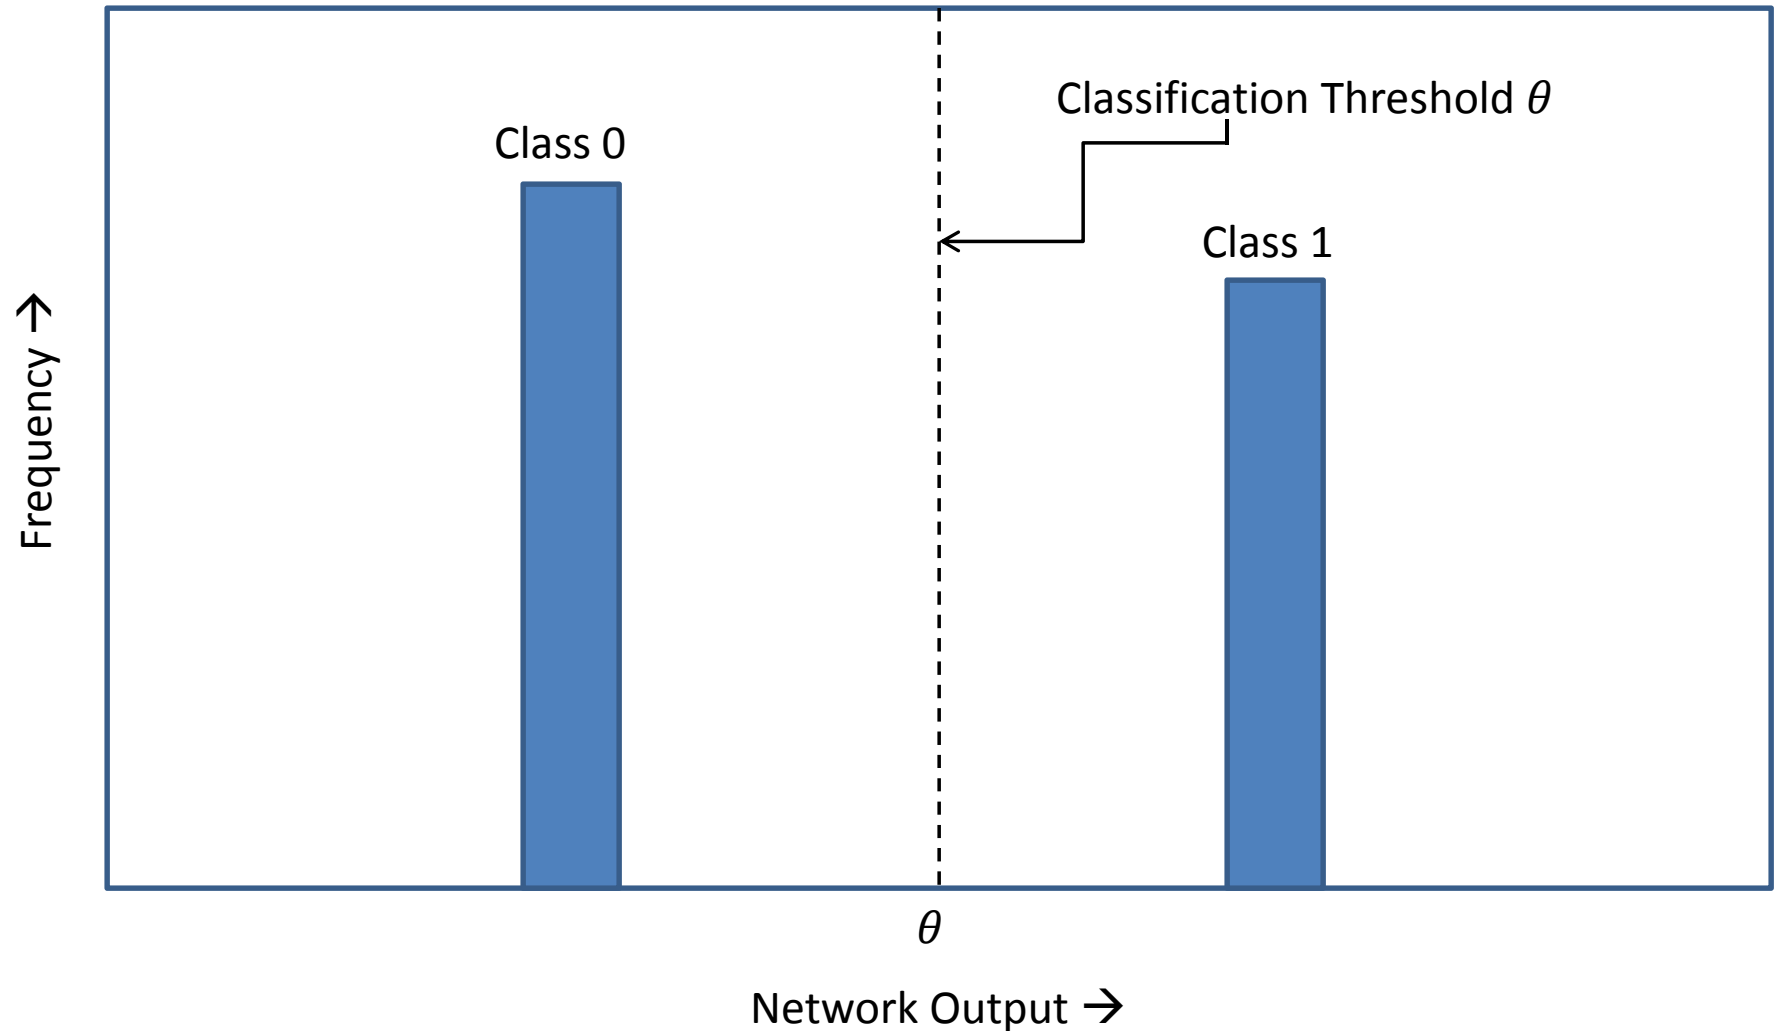 Classification Threshold θ
Class 0
Class 1
Frequency →
θ
Network Output →